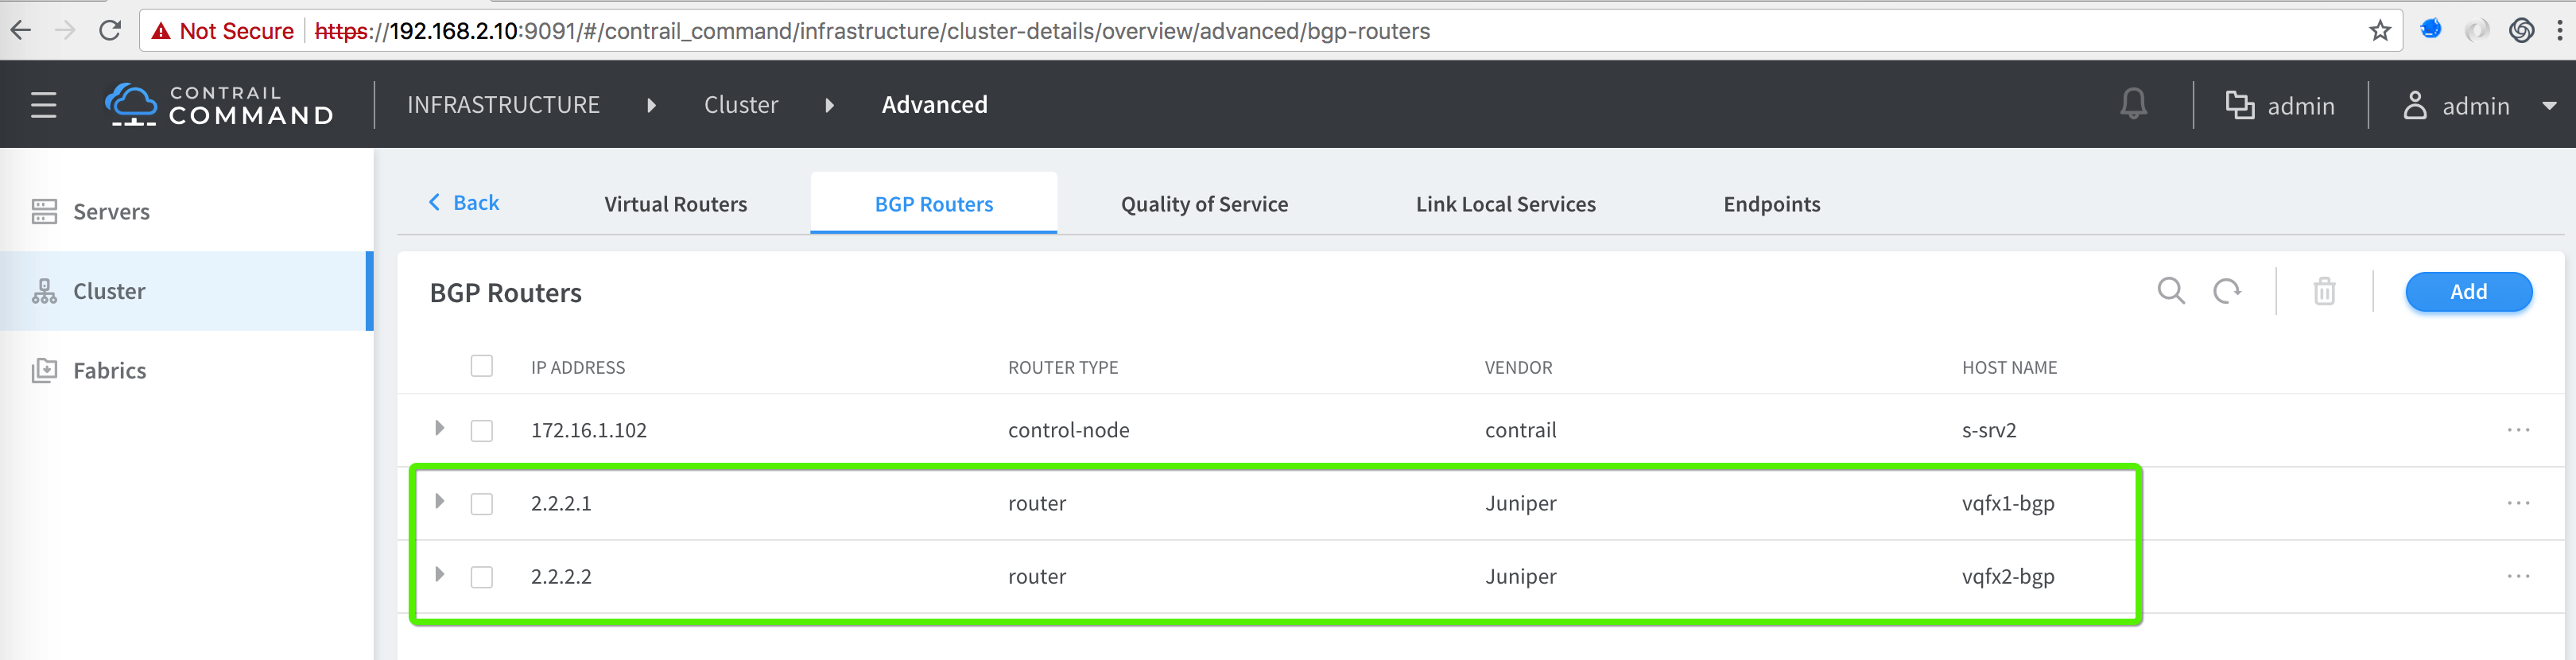 Not Secure https://192.168.2.10:9091/#/contrail_command/infrastructure/cluster-details/overview/advanced/bgp-routers
CONTRAIL
COMMAND
INFRASTRUCTURE Cluster Advanced admin admin
Servers
Cluster
Fabrics
Back Virtual Routers BGP Routers Quality of Service Link Local Services Endpoints
BGP Routers Add
IP ADDRESS ROUTER TYPE VENDOR HOST NAME
172.16.1.102 control-node contrail s-srv2 ...
2.2.2.1 router Juniper vqfx1-bgp ...
2.2.2.2 router Juniper vqfx2-bgp ...